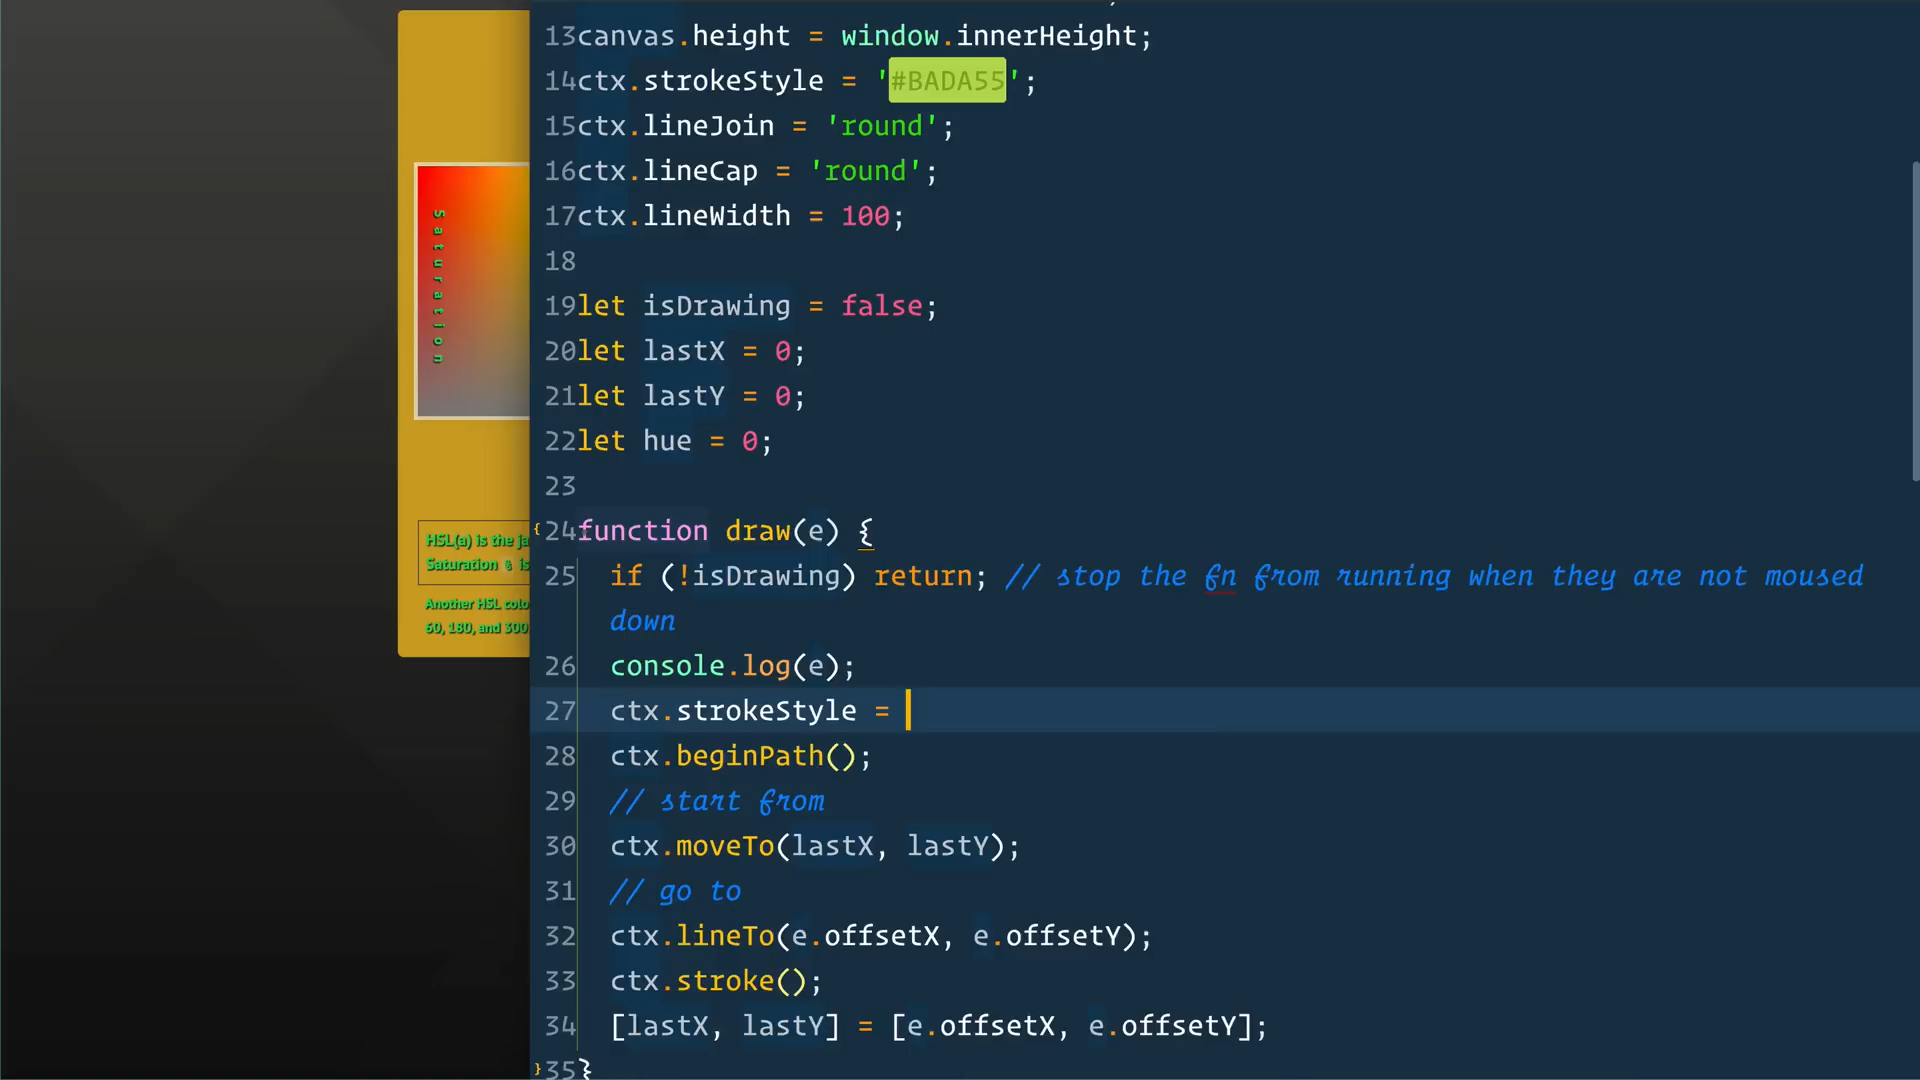 13canvas.height = window.innerHeight;
14ctx.strokeStyle = '#BADA55';
15ctx.lineJoin = 'round';
16ctx.lineCap = 'round';
17ctx.lineWidth = 100;
18
19let isDrawing = false;
20let lastX = 0;
21let lastY = 0;
22let hue = 0;
23
24function draw(e) {
25 if (!isDrawing) return; // stop the fn from running when they are not moused
down
26 console.log(e);
27 ctx.strokeStyle =
28 ctx.beginPath();
29 // start from
30 ctx.moveTo(lastX, lastY);
31 // go to
32 ctx.lineTo(e.offsetX, e.offsetY);
33 ctx.stroke();
34 [lastX, lastY] = [e.offsetX, e.offsetY];
35}
Saturation
HSL(a) is the ja
Saturation % is
Another HSL colo
60, 180, and 300